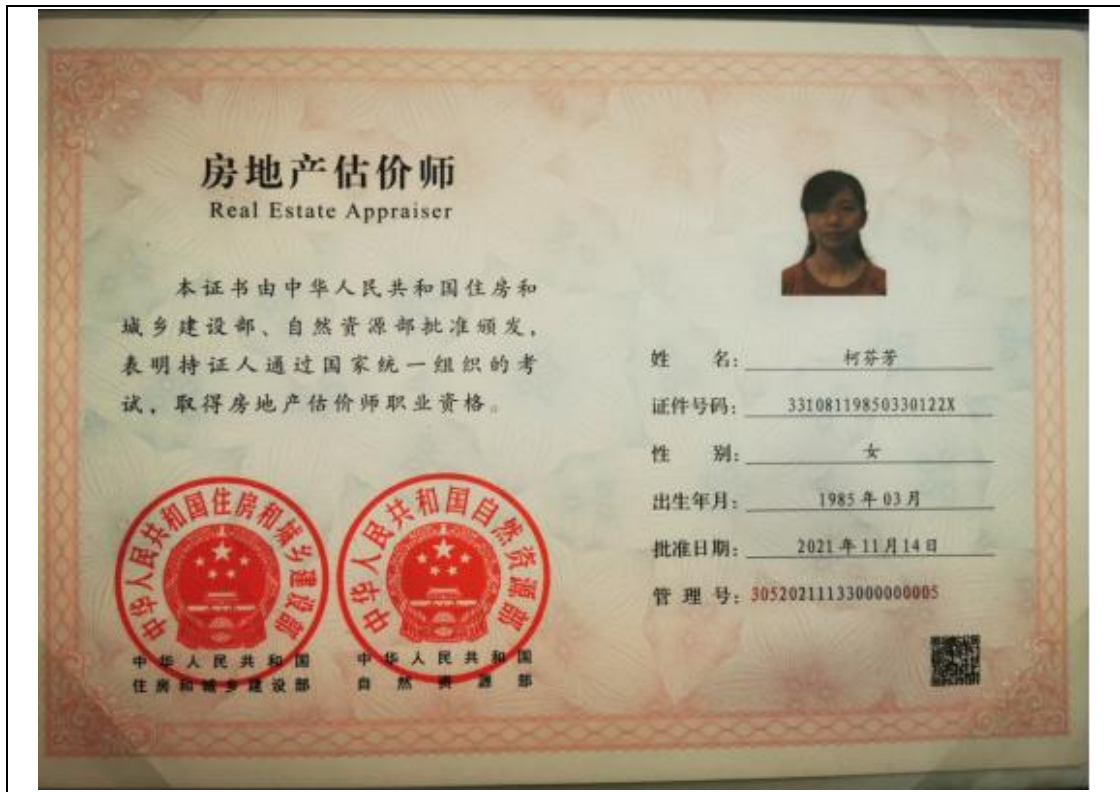 房地产估价师
Real Estate Appraiser
本证书由中华人民共和国住房和
城乡建设部、自然资源部批准颁发，
表明持证人通过国家统一组织的考
试，取得房地产估价师职业资格。
中华人民共和国住房和城乡建设部
中华人民共和国自然资源部
中华人民共和国
住房和城乡建设部
中华人民共和国
自然资源部
姓 名：柯芬芳
证件号码：33108119850330122X
性 别：女
出生年月：1985年03月
批准日期：2021年11月14日
管 理 号：30520211133000000005